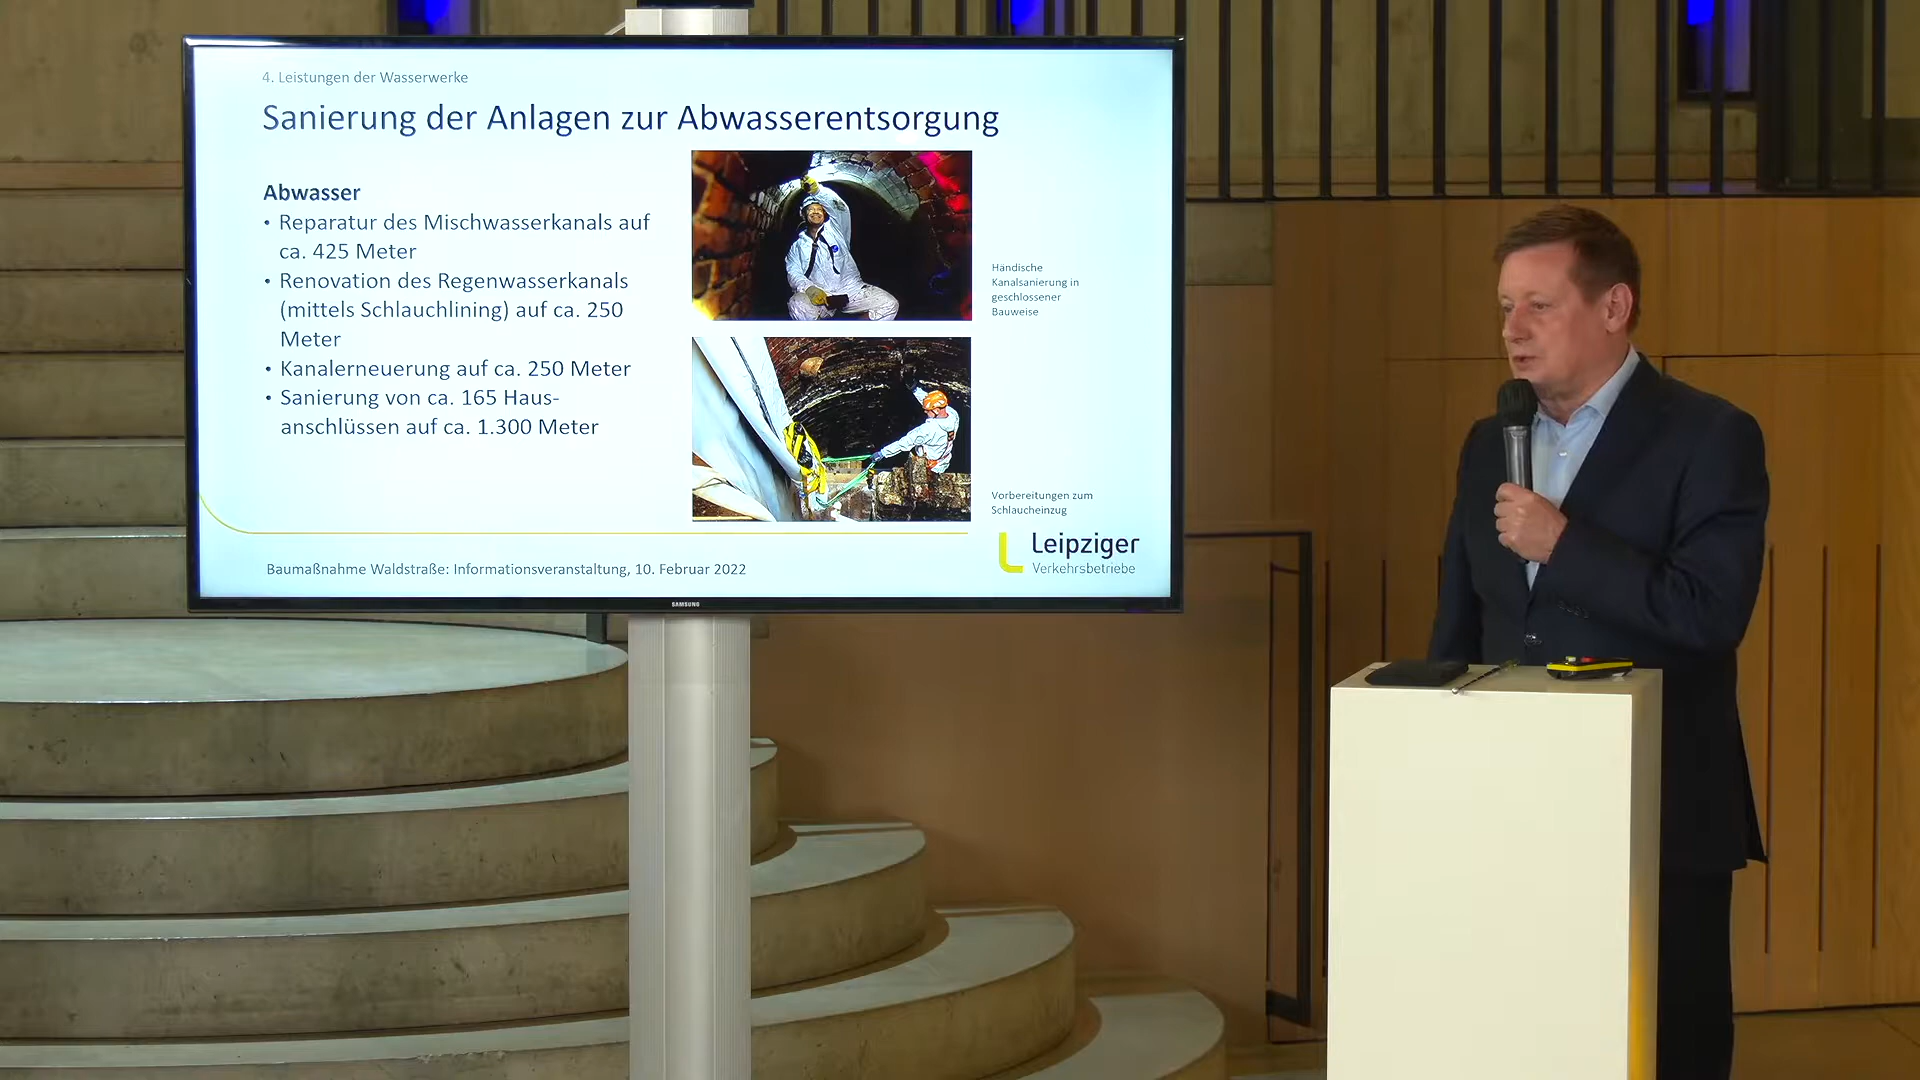 4. Leistungen der Wasserwerke
Sanierung der Anlagen zur Abwasserentsorgung
Abwasser
• Reparatur des Mischwasserkanals auf
ca. 425 Meter
• Renovation des Regenwasserkanals
(mittels Schlauchlining) auf ca. 250
Meter
• Kanalerneuerung auf ca. 250 Meter
• Sanierung von ca. 165 Haus-
anschlüssen auf ca. 1.300 Meter
Händische
Kanalsanierung in
geschlossener
Bauweise
Vorbereitungen zum
Schlaucheinzug
Leipziger
Verkehrsbetriebe
Baumaßnahme Waldstraße: Informationsveranstaltung, 10. Februar 2022
SAMSUNG